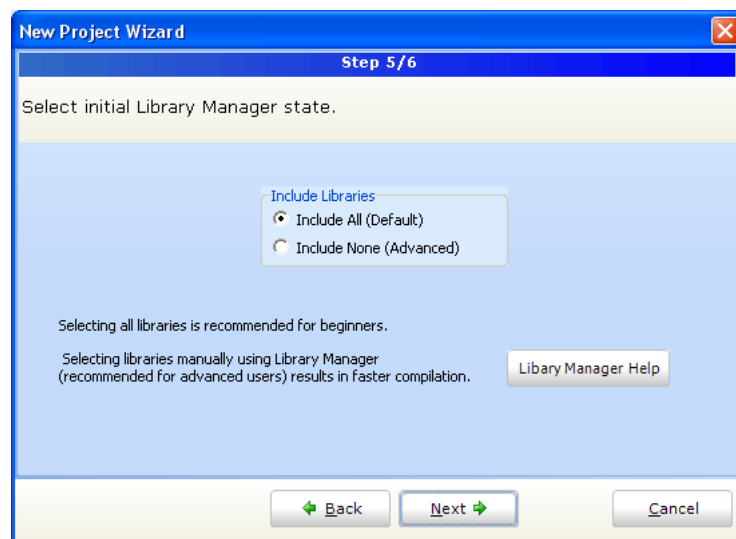 New Project Wizard
Step 5/6
Select initial Library Manager state.
Include Libraries
Include All (Default)
Include None (Advanced)
Selecting all libraries is recommended for beginners.
Selecting libraries manually using Library Manager
(recommended for advanced users) results in faster compilation.
Libary Manager Help
Back
Next
Cancel